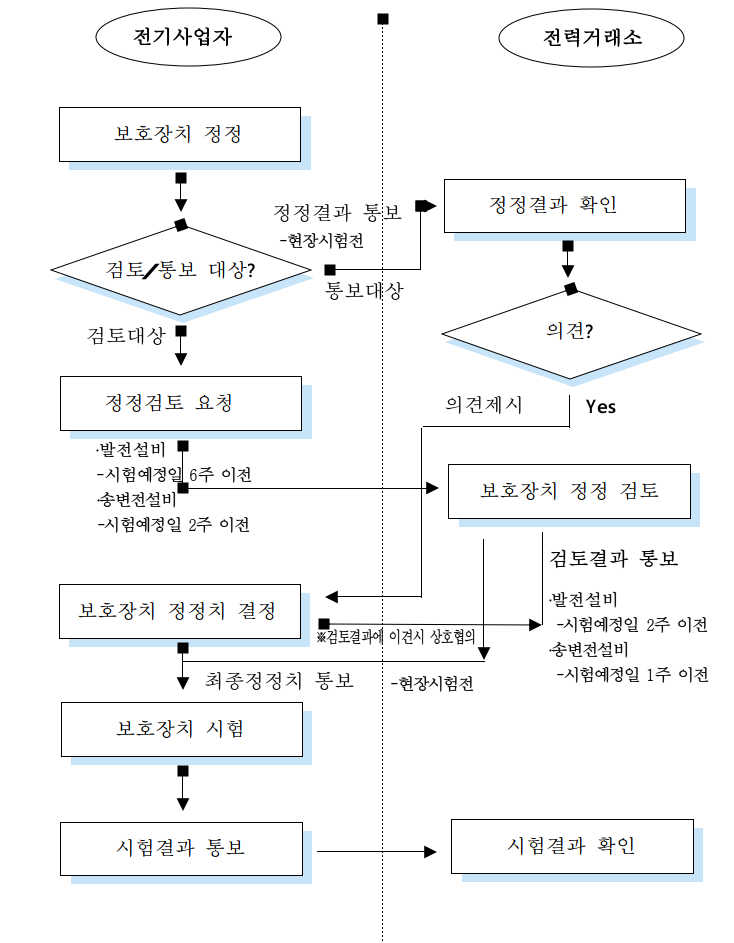 전기사업자
전력거래소
보호장치 정정
정정결과 통보
-현장시험전
정정결과 확인
검토/통보 대상?
통보대상
검토대상
의견?
정정검토 요청
의견제시
Yes
·발전설비
-시험예정일 6주 이전
·송변전설비
-시험예정일 2주 이전
보호장치 정정 검토
검토결과 통보
·발전설비
-시험예정일 2주 이전
·송변전설비
-시험예정일 1주 이전
보호장치 정정치 결정
※검토결과에 이견시 상호협의
최종정정치 통보
-현장시험전
보호장치 시험
시험결과 통보
시험결과 확인